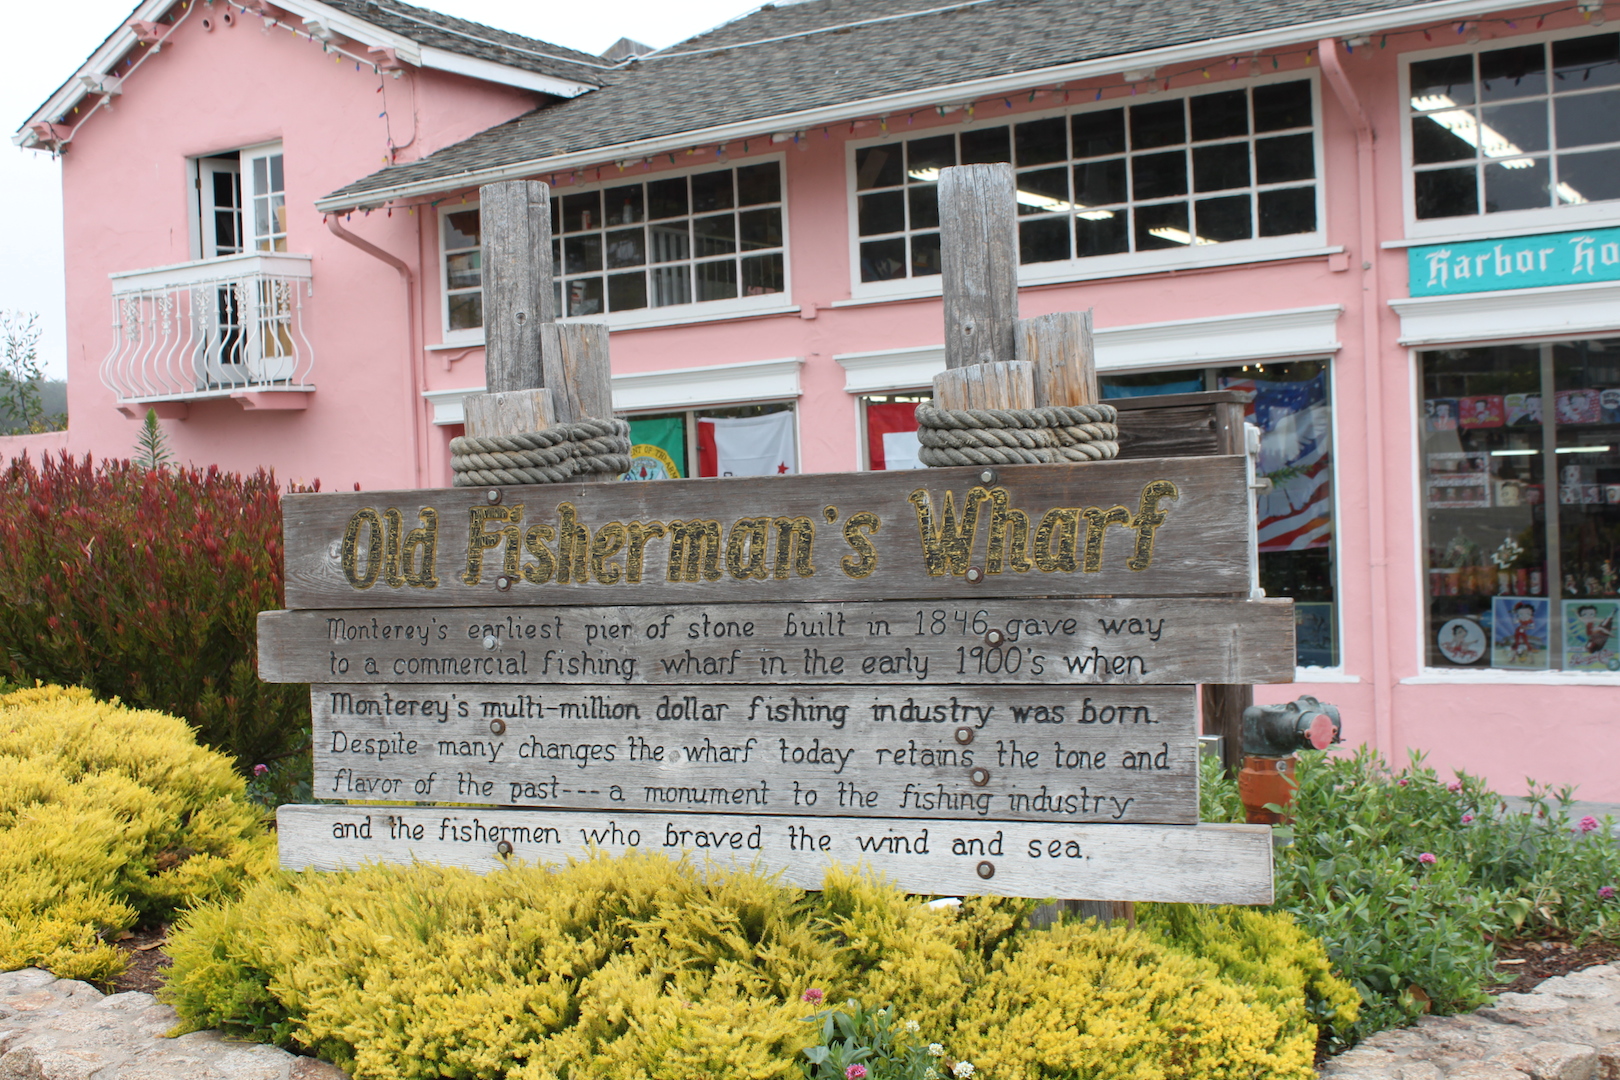 Harbor Ho
Old Fisherman's Wharf
Monterey's earliest pier of stone built in 1846 gave way
to a commercial fishing wharf in the early 1900's when
Monterey's multi-million dollar fishing industry was born.
Despite many changes the wharf today retains the tone and
flavor of the past--- a monument to the fishing industry
and the fishermen who braved the wind and sea.